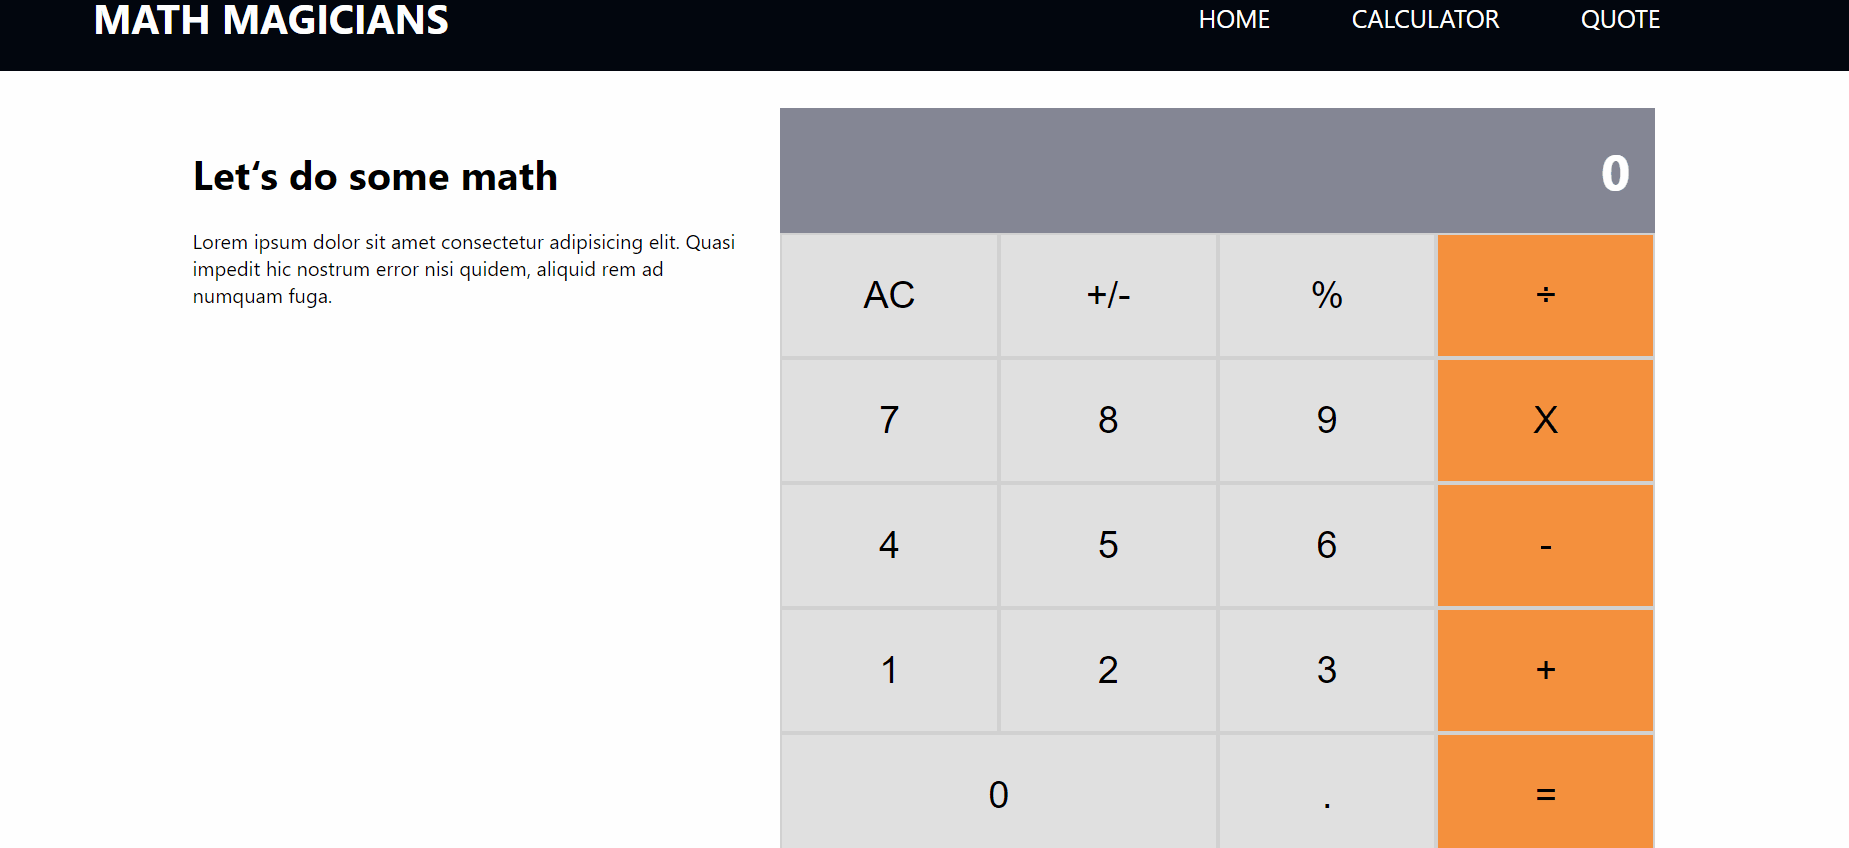 MATH MAGICIANS
HOME CALCULATOR QUOTE
Let‘s do some math
Lorem ipsum dolor sit amet consectetur adipisicing elit. Quasi
impedit hic nostrum error nisi quidem, aliquid rem ad
numquam fuga.
0
AC +/- % ÷
7 8 9 X
4 5 6 -
1 2 3 +
0 . =